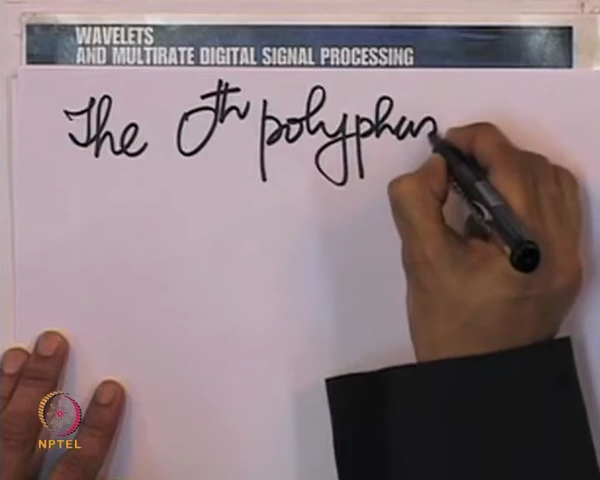 WAVELETS
AND MULTIRATE DIGITAL SIGNAL PROCESSING
The 0th polyphas
NPTEL